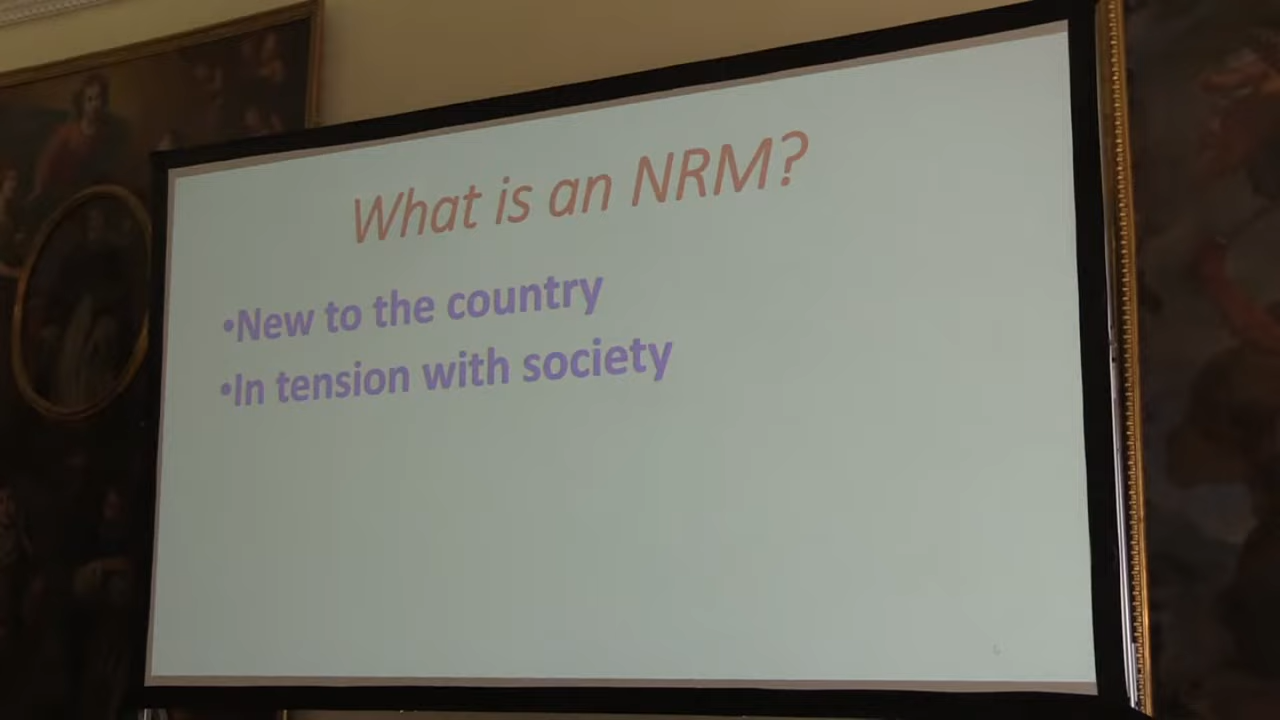 What is an NRM?
•New to the country
•In tension with society